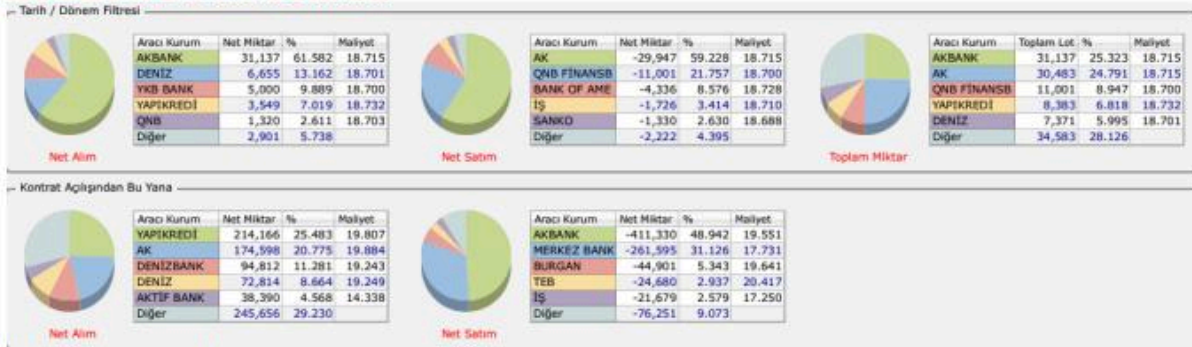 Tarih / Dönem Filtresi
Aracı Kurum Net Miktar % Maliyet
AKBANK 31,137 61.582 18.715
DENİZ 6,655 13.162 18.701
YKB BANK 5,000 9.889 18.700
YAPIKREDİ 3,549 7.019 18.732
QNB 1,320 2.611 18.703
Diğer 2,901 5.738
Net Alım
Aracı Kurum Net Miktar % Maliyet
AK -29,947 59.228 18.715
QNB FİNANSB -11,001 21.757 18.700
BANK OF AME -4,336 8.576 18.728
İŞ -1,726 3.414 18.710
SANKO -1,330 2.630 18.688
Diğer -2,222 4.395
Net Satım
Aracı Kurum Toplam Lot % Maliyet
AKBANK 31,137 25.323 18.715
AK 30,483 24.791 18.715
QNB FİNANSB 11,001 8.947 18.700
YAPIKREDİ 8,383 6.818 18.732
DENİZ 7,371 5.995 18.701
Diğer 34,583 28.126
Toplam Miktar
Kontrat Açılışından Bu Yana
Aracı Kurum Net Miktar % Maliyet
YAPIKREDİ 214,166 25.483 19.807
AK 174,598 20.775 19.884
DENİZBANK 94,812 11.281 19.243
DENİZ 72,814 8.664 19.249
AKTİF BANK 38,390 4.568 14.338
Diğer 245,656 29.230
Net Alım
Aracı Kurum Net Miktar % Maliyet
AKBANK -411,330 48.942 19.551
MERKEZ BANK -261,595 31.126 17.731
BURGAN -44,901 5.343 19.641
TEB -24,680 2.937 20.417
İŞ -21,679 2.579 17.250
Diğer -76,251 9.073
Net Satım